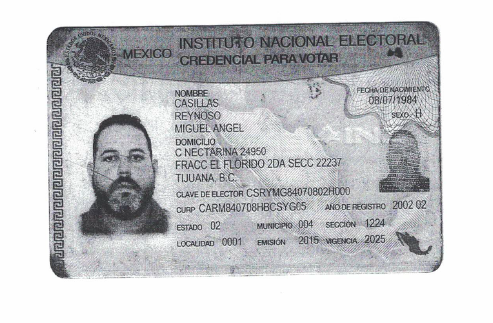 MÉXICO INSTITUTO NACIONAL ELECTORAL
CREDENCIAL PARA VOTAR
NOMBRE
CASILLAS
REYNOSO
MIGUEL ANGEL
FECHA DE NACIMIENTO
08/07/1984
SEXO H
DOMICILIO
C NECTARINA 24950
FRACC EL FLORIDO 2DA SECC 22237
TIJUANA, B.C.
CLAVE DE ELECTOR CSRYMG84070802H000
CURP CARM840708HBCSYG05 AÑO DE REGISTRO 2002 02
ESTADO 02 MUNICIPIO 004 SECCIÓN 1224
LOCALIDAD 0001 EMISIÓN 2015 VIGENCIA 2025